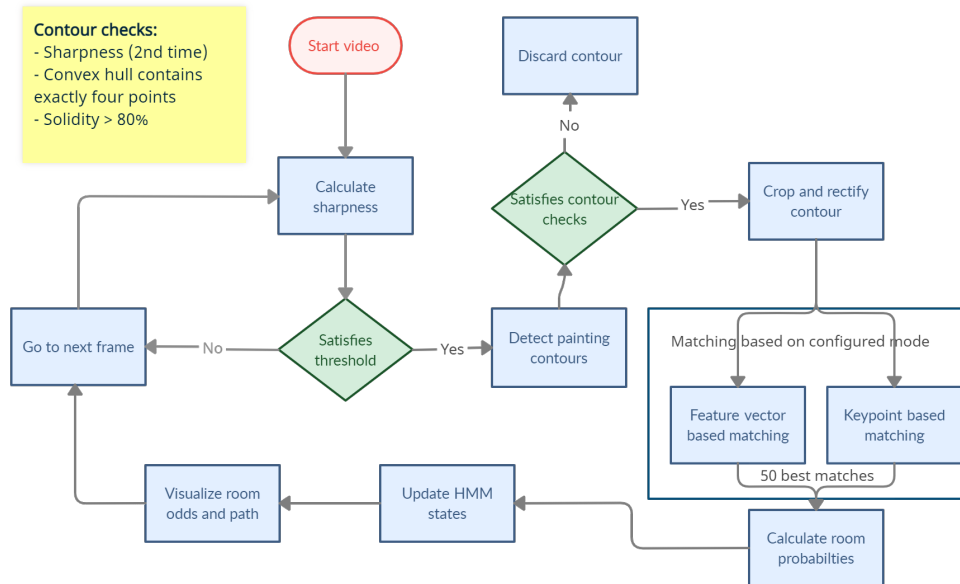 Contour checks:
- Sharpness (2nd time)
- Convex hull contains
exactly four points
- Solidity > 80%
Start video
Discard contour
No
Calculate
sharpness
Satisfies contour
checks
Yes
Crop and rectify
contour
Go to next frame
No
Satisfies
threshold
Yes
Detect painting
contours
Matching based on configured mode
Feature vector
based matching
Keypoint based
matching
50 best matches
Visualize room
odds and path
Update HMM
states
Calculate room
probabilties